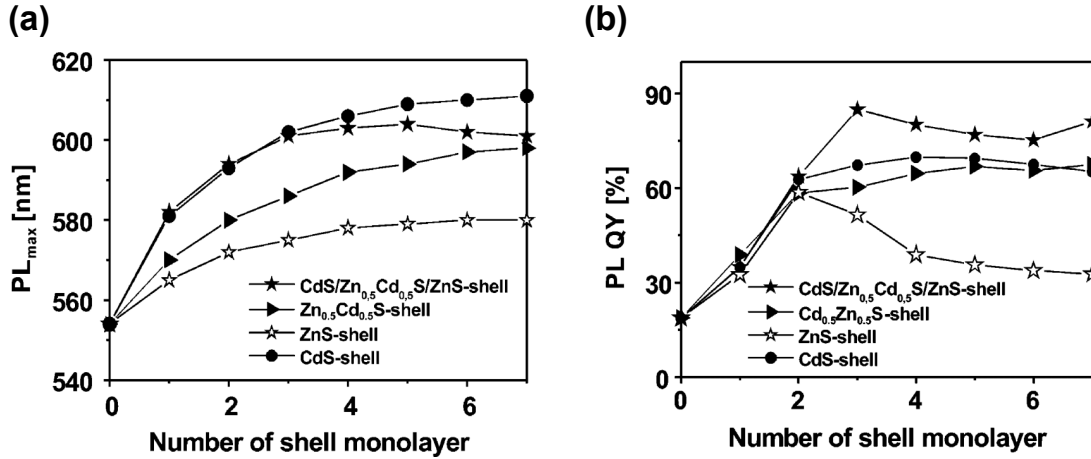 (a)
PLmax [nm]
620
600
580
560
540
0 2 4 6
Number of shell monolayer
CdS/Zn0,5Cd0,5S/ZnS-shell
Zn0.5Cd0.5S-shell
ZnS-shell
CdS-shell
(b)
PL QY [%]
90
60
30
0
0 2 4 6
Number of shell monolayer
CdS/Zn0,5Cd0,5S/ZnS-shell
Cd0.5Zn0.5S-shell
ZnS-shell
CdS-shell